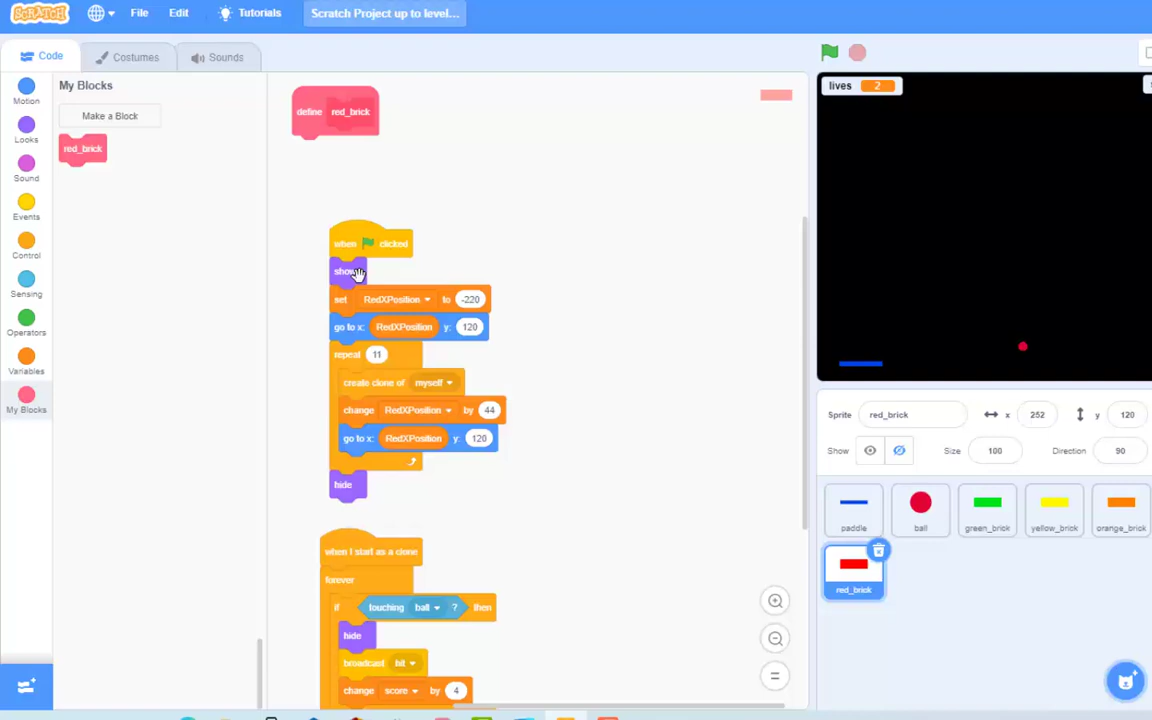 SCRATCH
File
Edit
Tutorials
Scratch Project up to level...
Code
Costumes
Sounds
Motion
Looks
Sound
Events
Control
Sensing
Operators
Variables
My Blocks
My Blocks
Make a Block
red_brick
define red_brick
when clicked
show
set RedXPosition to -220
go to x: RedXPosition y: 120
repeat 11
create clone of myself
change RedXPosition by 44
go to x: RedXPosition y: 120
hide
when I start as a clone
forever
if touching ball ? then
hide
broadcast hit
change score by 4
lives 2
Sprite red_brick x 252 y 120
Show Size 100 Direction 90
paddle
ball
green_brick
yellow_brick
orange_brick
red_brick